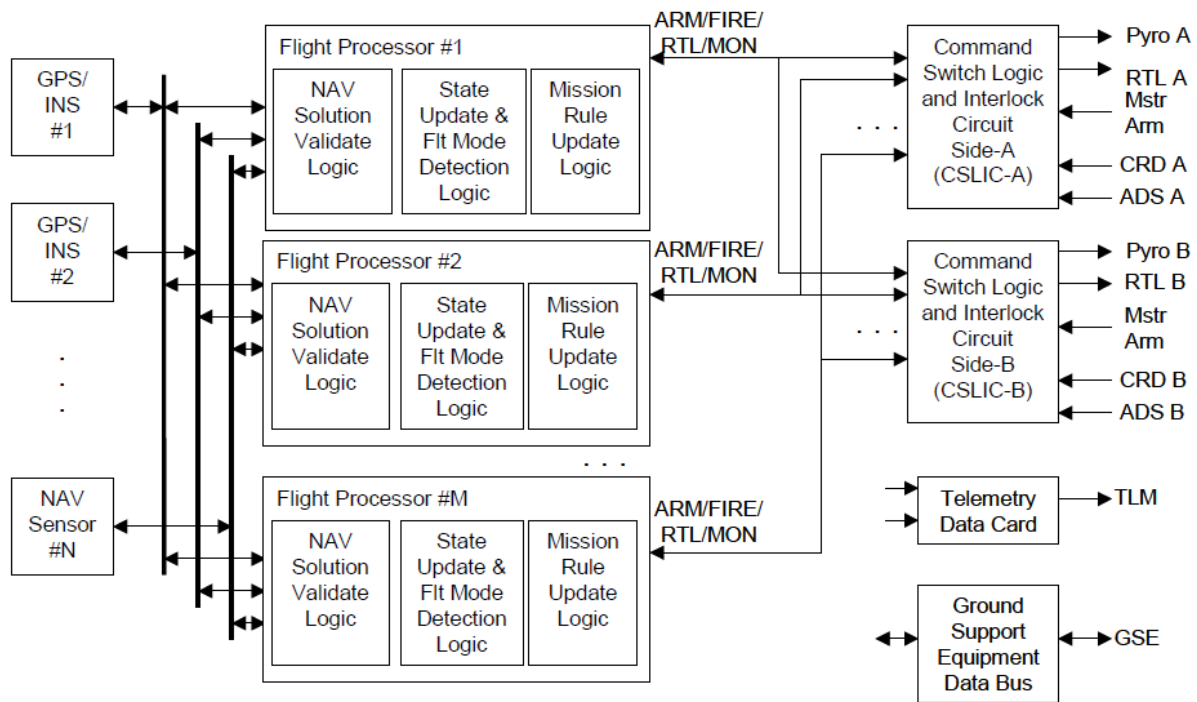 GPS/
INS
#1
GPS/
INS
#2
.
.
.
NAV
Sensor
#N
Flight Processor #1
NAV
Solution
Validate
Logic
State
Update &
Flt Mode
Detection
Logic
Mission
Rule
Update
Logic
ARM/FIRE/
RTL/MON
Flight Processor #2
NAV
Solution
Validate
Logic
State
Update &
Flt Mode
Detection
Logic
Mission
Rule
Update
Logic
ARM/FIRE/
RTL/MON
. . .
Flight Processor #M
NAV
Solution
Validate
Logic
State
Update &
Flt Mode
Detection
Logic
Mission
Rule
Update
Logic
ARM/FIRE/
RTL/MON
. . .
Command
Switch Logic
and Interlock
Circuit
Side-A
(CSLIC-A)
Pyro A
RTL A
Mstr
Arm
CRD A
ADS A
. . .
Command
Switch Logic
and Interlock
Circuit
Side-B
(CSLIC-B)
Pyro B
RTL B
Mstr
Arm
CRD B
ADS B
Telemetry
Data Card
TLM
Ground
Support
Equipment
Data Bus
GSE